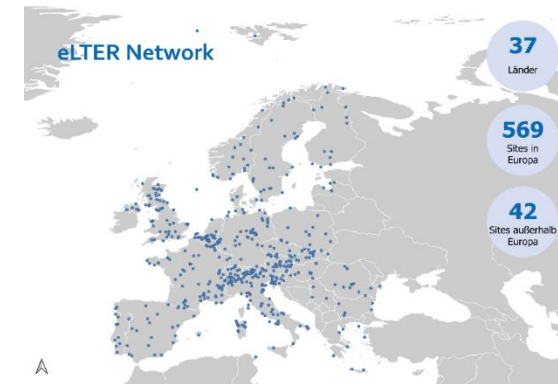 eLTER Network
37
Länder
569
Sites in
Europa
42
Sites außerhalb
Europa